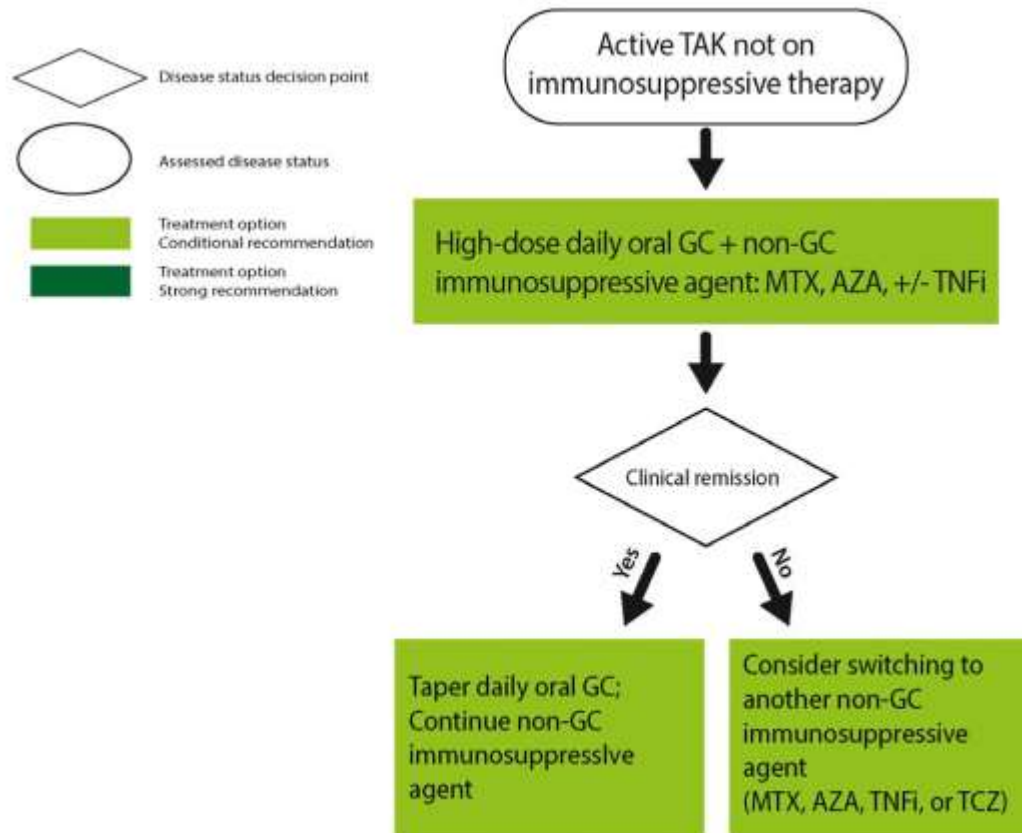 Disease status decision point
Assessed disease status
Treatment option
Conditional recommendation
Treatment option
Strong recommendation
Active TAK not on
immunosuppressive therapy
High-dose daily oral GC + non-GC
immunosuppressive agent: MTX, AZA, +/- TNFi
Clinical remission
Yes
No
Taper daily oral GC;
Continue non-GC
immunosuppressive
agent
Consider switching to
another non-GC
immunosuppressive
agent
(MTX, AZA, TNFi, or TCZ)